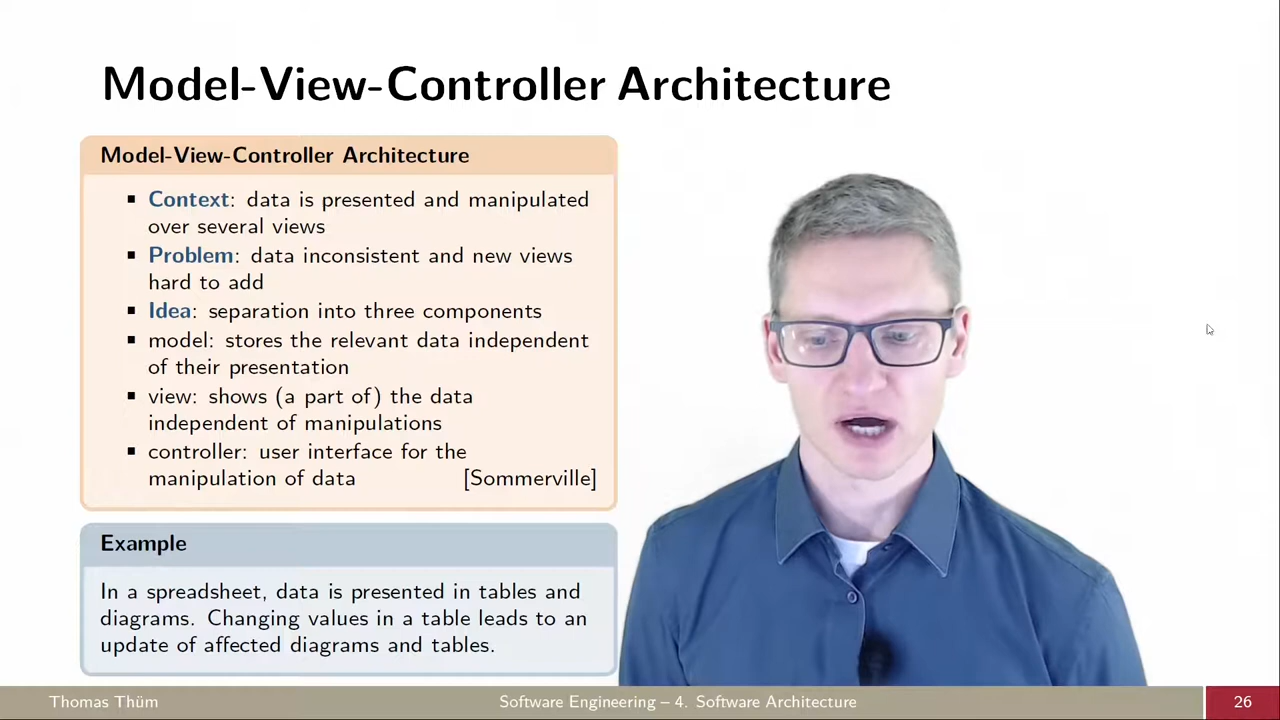 Model-View-Controller Architecture
Model-View-Controller Architecture
▪ Context: data is presented and manipulated
over several views
▪ Problem: data inconsistent and new views
hard to add
▪ Idea: separation into three components
▪ model: stores the relevant data independent
of their presentation
▪ view: shows (a part of) the data
independent of manipulations
▪ controller: user interface for the
manipulation of data [Sommerville]
Example
In a spreadsheet, data is presented in tables and
diagrams. Changing values in a table leads to an
update of affected diagrams and tables.
Thomas Thüm Software Engineering – 4. Software Architecture 26